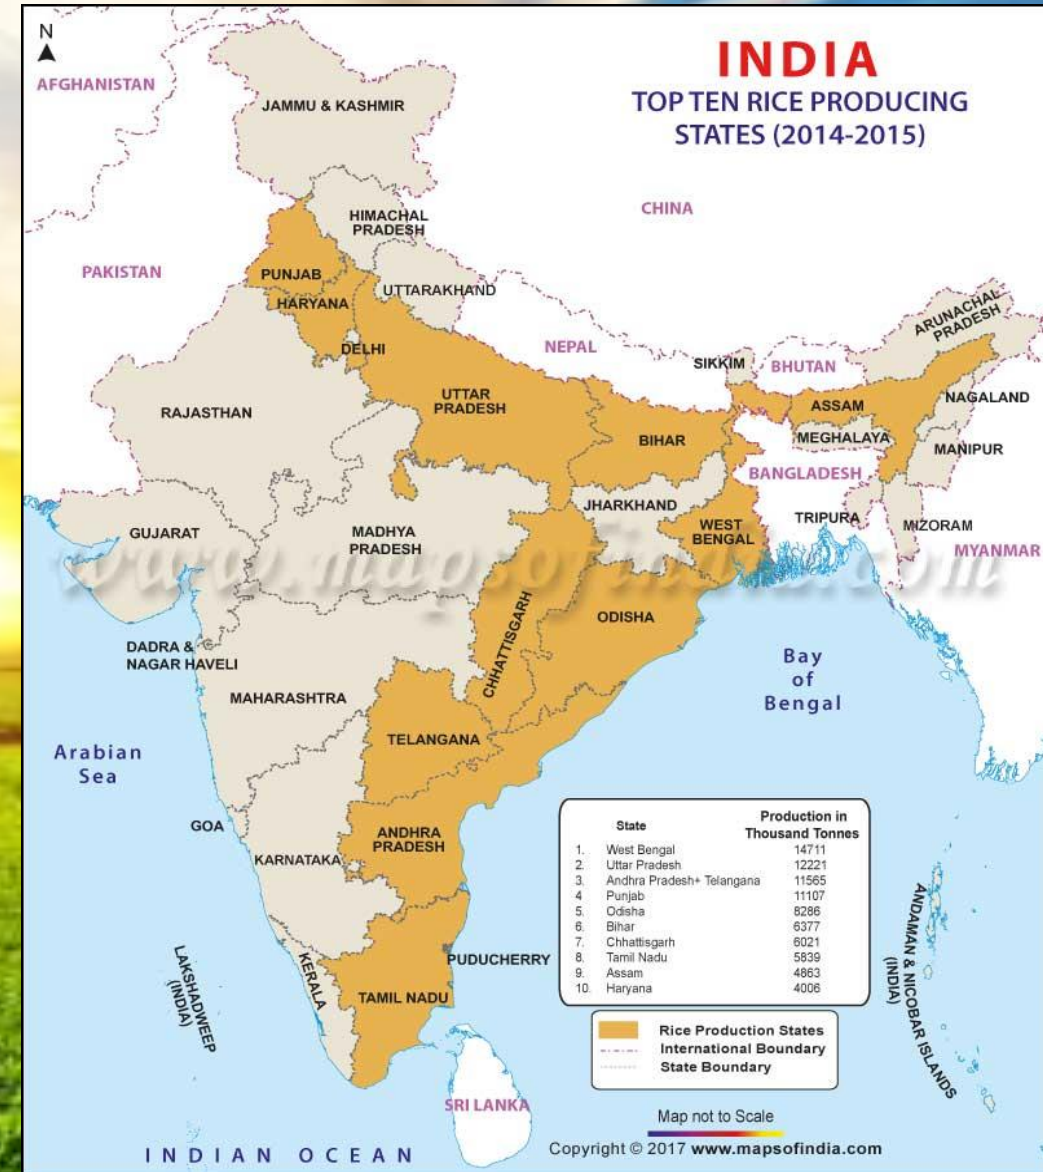 N
INDIA
TOP TEN RICE PRODUCING
STATES (2014-2015)
AFGHANISTAN
JAMMU & KASHMIR
CHINA
HIMACHAL
PRADESH
PAKISTAN
PUNJAB
UTTARAKHAND
HARYANA
ARUNACHAL
PRADESH
NEPAL
DELHI
SIKKIM
BHUTAN
UTTAR
PRADESH
RAJASTHAN
ASSAM
NAGALAND
BIHAR
MEGHALAYA
MANIPUR
BANGLADESH
JHARKHAND
GUJARAT
MADHYA
PRADESH
WEST
BENGAL
TRIPURA
MIZORAM
MYANMAR
www.mapsofindia.com
ODISHA
CHHATTISGARH
DADRA &
NAGAR HAVELI
MAHARASHTRA
Bay
of
Bengal
TELANGANA
Arabian
Sea
GOA
ANDHRA
PRADESH
KARNATAKA
State Production in
Thousand Tonnes
1. West Bengal 14711
2. Uttar Pradesh 12221
3. Andhra Pradesh+ Telangana 11565
4 Punjab 11107
5. Odisha 8286
6. Bihar 6377
7. Chhattisgarh 6021
8. Tamil Nadu 5839
9. Assam 4863
10. Haryana 4006
ANDAMAN & NICOBAR ISLANDS
(INDIA)
LAKSHADWEEP
(INDIA)
KERALA
PUDUCHERRY
TAMIL NADU
Rice Production States
International Boundary
State Boundary
SRI LANKA
Map not to Scale
Copyright © 2017 www.mapsofindia.com
INDIAN OCEAN